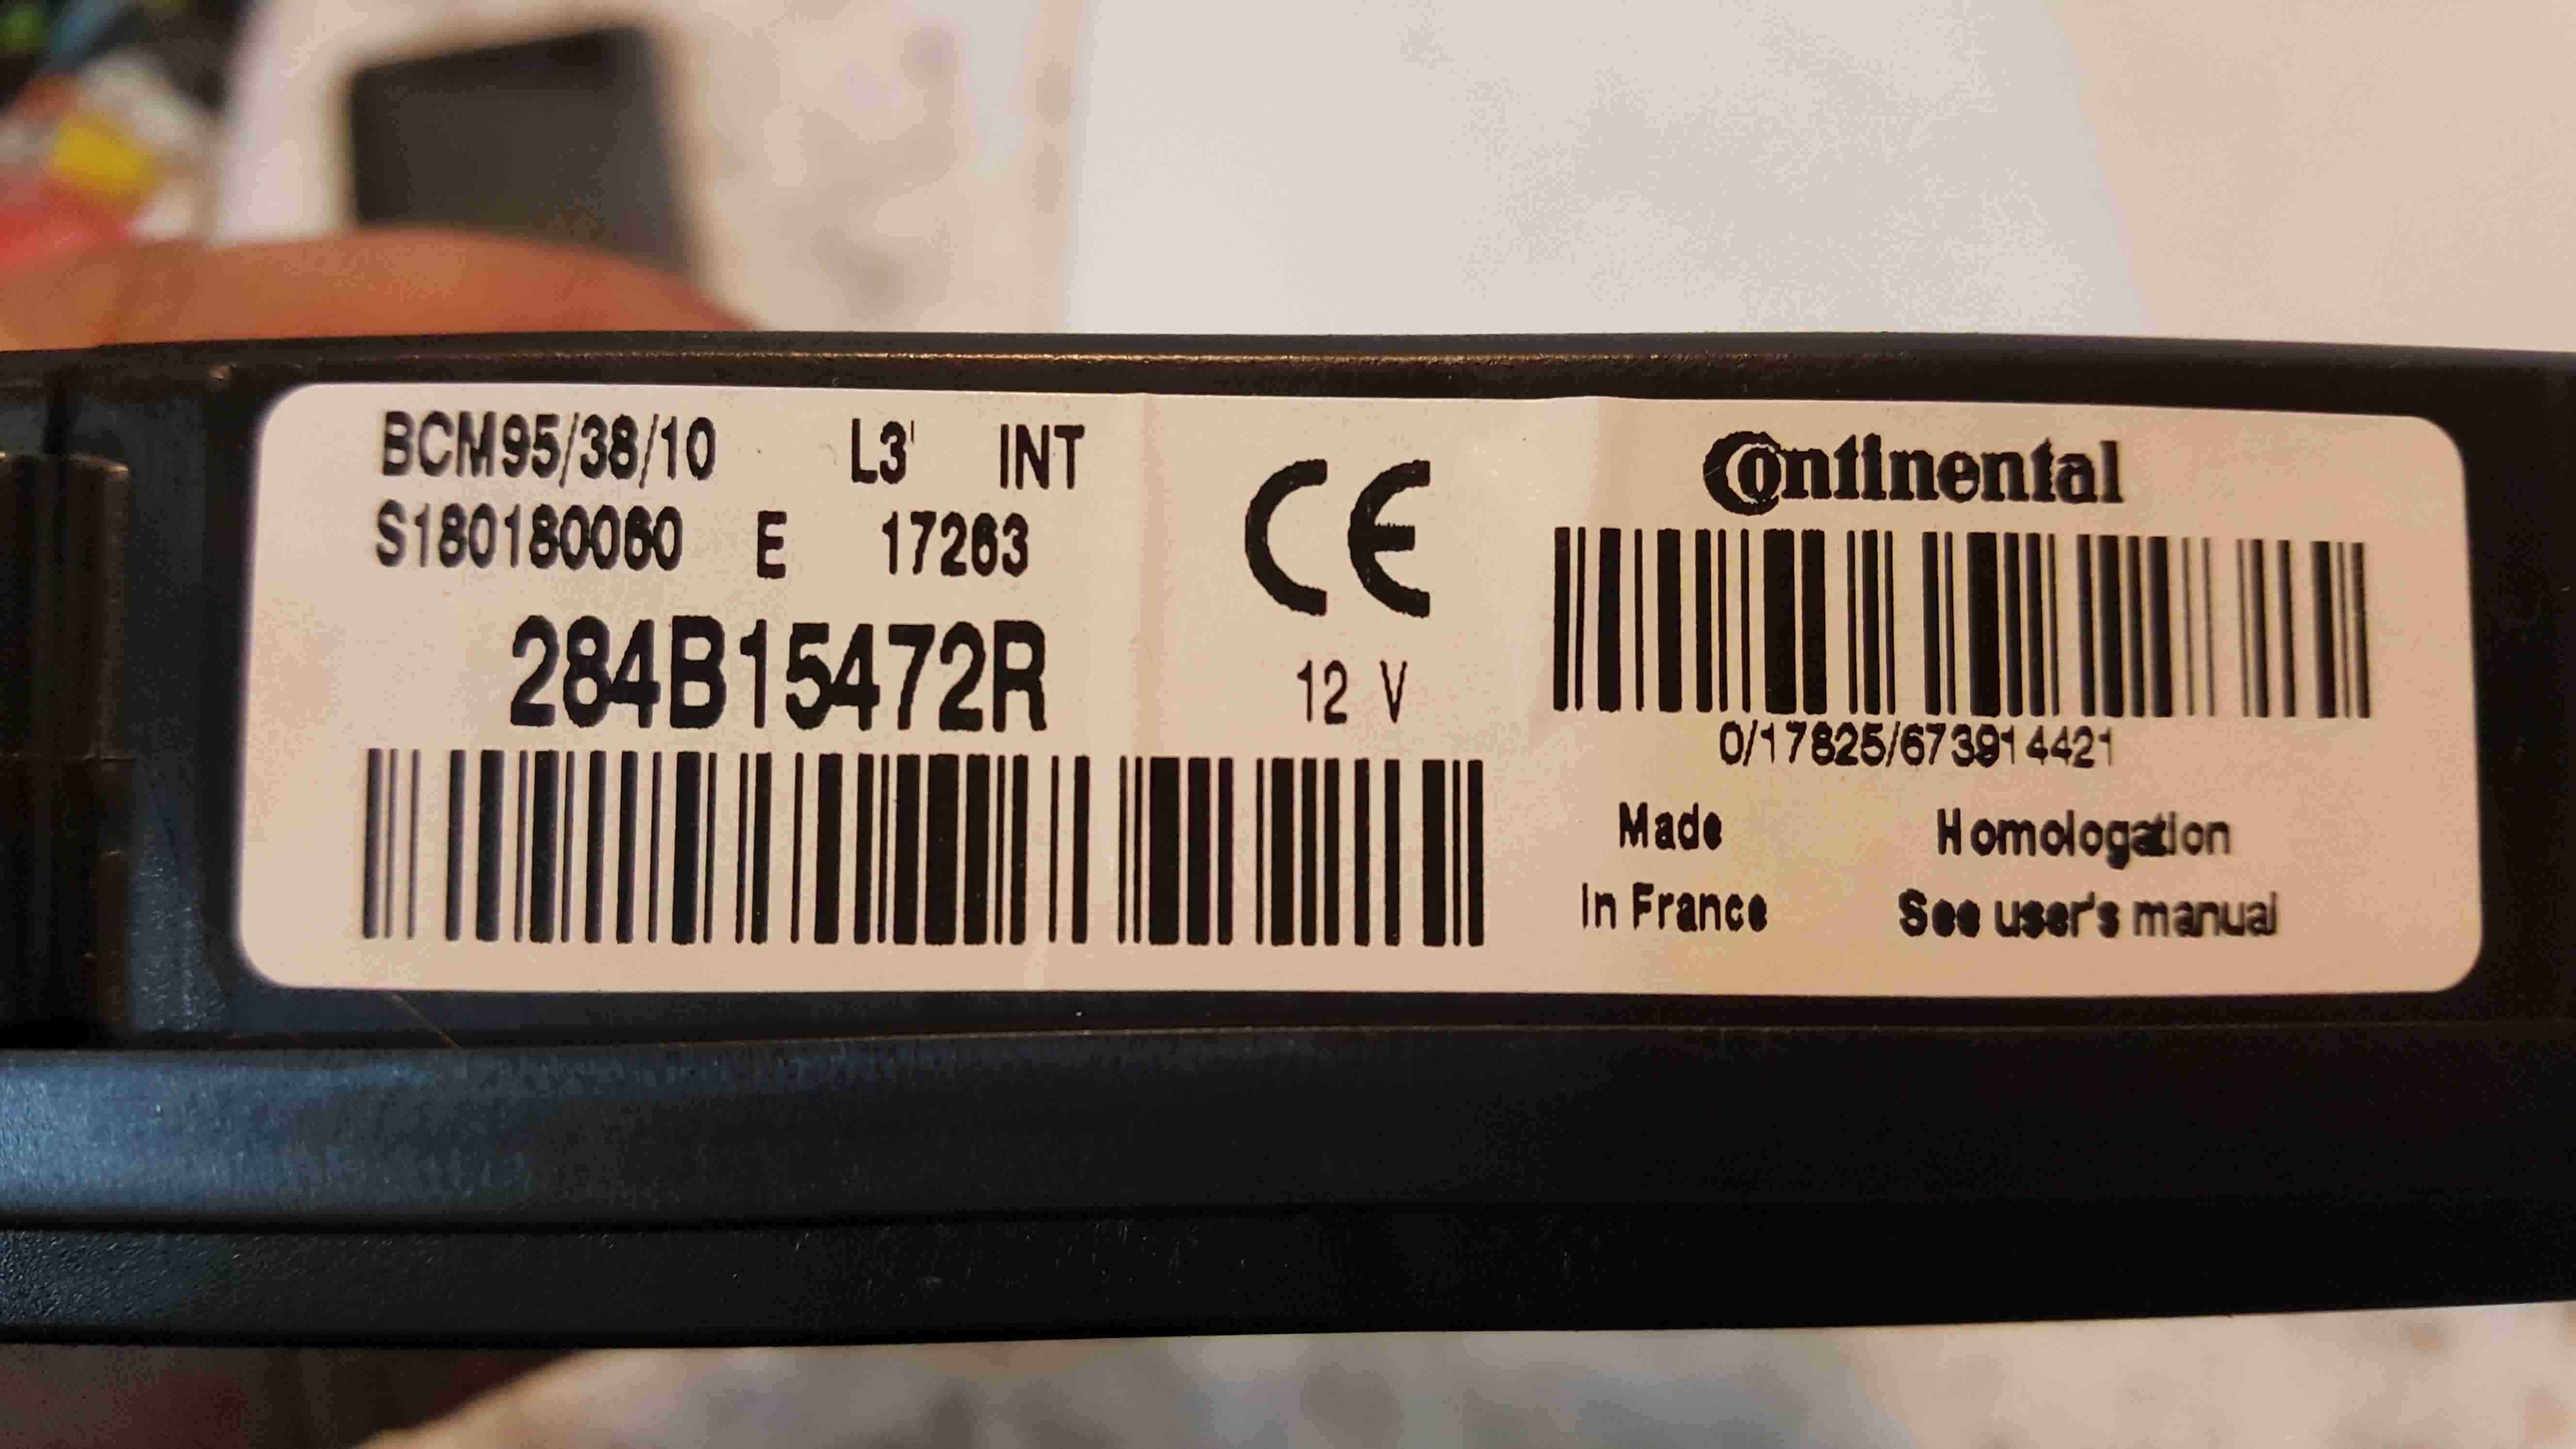 BCM95/38/10 L3' INT
S180180060 E 17263
284B15472R
CE
12 V
Continental
0/17825/673914421
Made
In France
Homologation
See user's manual